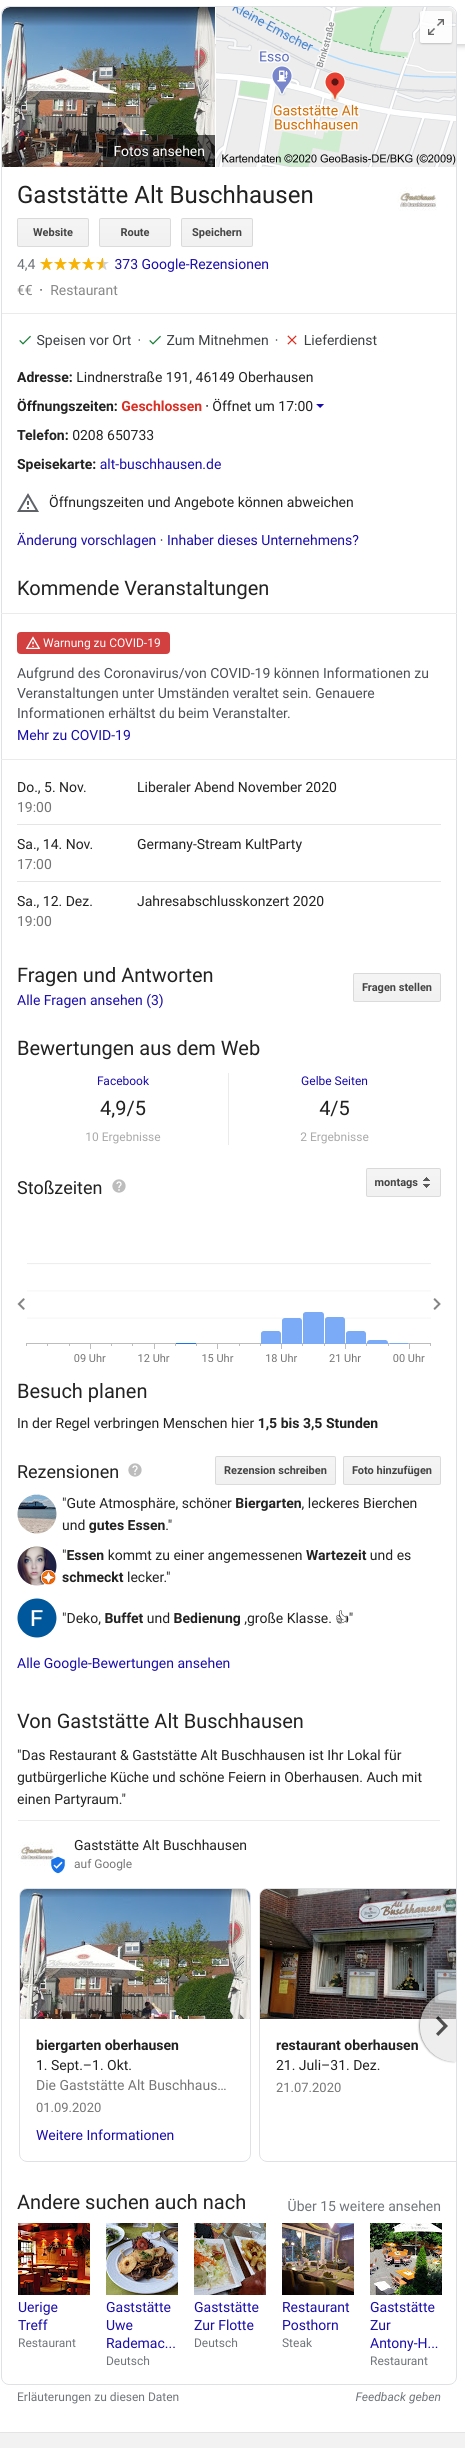 Kleine Emscher
Brinkstraße
Esso
Gaststätte Alt
Buschhausen
Fotos ansehen
Kartendaten ©2020 GeoBasis-DE/BKG (©2009)
Gaststätte Alt Buschhausen
Website
Route
Speichern
4,4 373 Google-Rezensionen
€€ · Restaurant
Speisen vor Ort · Zum Mitnehmen · Lieferdienst
Adresse: Lindnerstraße 191, 46149 Oberhausen
Öffnungszeiten: Geschlossen · Öffnet um 17:00
Telefon: 0208 650733
Speisekarte: alt-buschhausen.de
Öffnungszeiten und Angebote können abweichen
Änderung vorschlagen · Inhaber dieses Unternehmens?
Kommende Veranstaltungen
Warnung zu COVID-19
Aufgrund des Coronavirus/von COVID-19 können Informationen zu
Veranstaltungen unter Umständen veraltet sein. Genauere
Informationen erhältst du beim Veranstalter.
Mehr zu COVID-19
Do., 5. Nov. Liberaler Abend November 2020
19:00
Sa., 14. Nov. Germany-Stream KultParty
17:00
Sa., 12. Dez. Jahresabschlusskonzert 2020
19:00
Fragen und Antworten
Alle Fragen ansehen (3)
Fragen stellen
Bewertungen aus dem Web
Facebook
4,9/5
10 Ergebnisse
Gelbe Seiten
4/5
2 Ergebnisse
Stoßzeiten ?
montags
09 Uhr 12 Uhr 15 Uhr 18 Uhr 21 Uhr 00 Uhr
Besuch planen
In der Regel verbringen Menschen hier 1,5 bis 3,5 Stunden
Rezensionen ?
Rezension schreiben
Foto hinzufügen
"Gute Atmosphäre, schöner Biergarten, leckeres Bierchen
und gutes Essen."
"Essen kommt zu einer angemessenen Wartezeit und es
schmeckt lecker."
F
"Deko, Buffet und Bedienung ,große Klasse. 👍"
Alle Google-Bewertungen ansehen
Von Gaststätte Alt Buschhausen
"Das Restaurant & Gaststätte Alt Buschhausen ist Ihr Lokal für
gutbürgerliche Küche und schöne Feiern in Oberhausen. Auch mit
einen Partyraum."
Gaststätte Alt Buschhausen
auf Google
Alt
Buschhausen
biergarten oberhausen
1. Sept.–1. Okt.
Die Gaststätte Alt Buschhaus...
01.09.2020
Weitere Informationen
restaurant oberhausen
21. Juli–31. Dez.
21.07.2020
Andere suchen auch nach
Über 15 weitere ansehen
Uerige
Treff
Restaurant
Gaststätte
Uwe
Rademac...
Deutsch
Gaststätte
Zur Flotte
Deutsch
Restaurant
Posthorn
Steak
Gaststätte
Zur
Antony-H...
Restaurant
Erläuterungen zu diesen Daten
Feedback geben